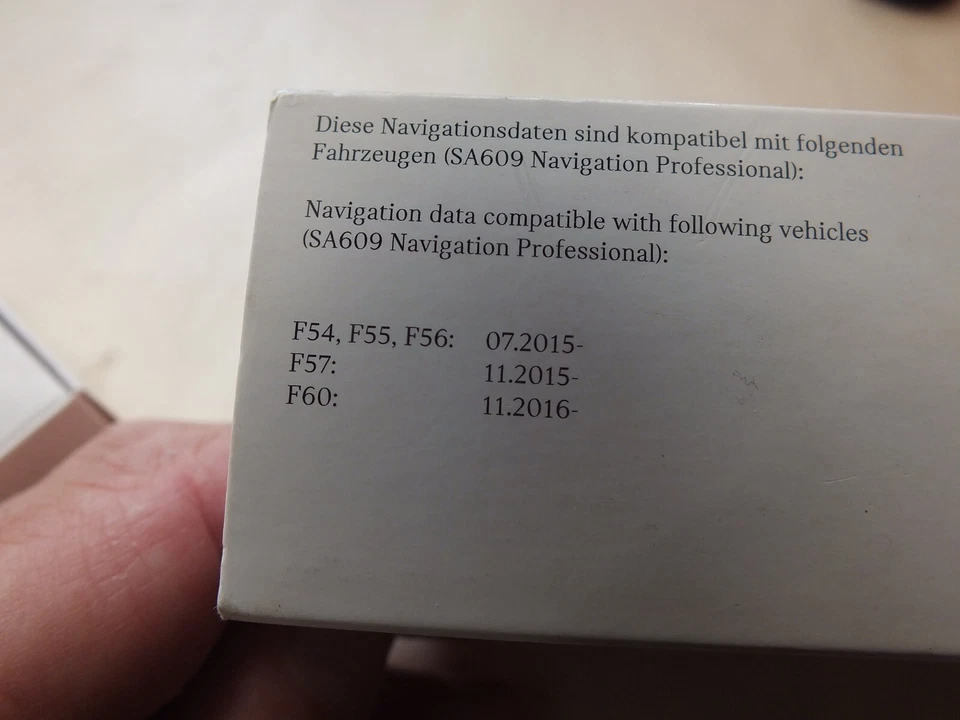 Diese Navigationsdaten sind kompatibel mit folgenden
Fahrzeugen (SA609 Navigation Professional):
Navigation data compatible with following vehicles
(SA609 Navigation Professional):
F54, F55, F56: 07.2015-
F57: 11.2015-
F60: 11.2016-